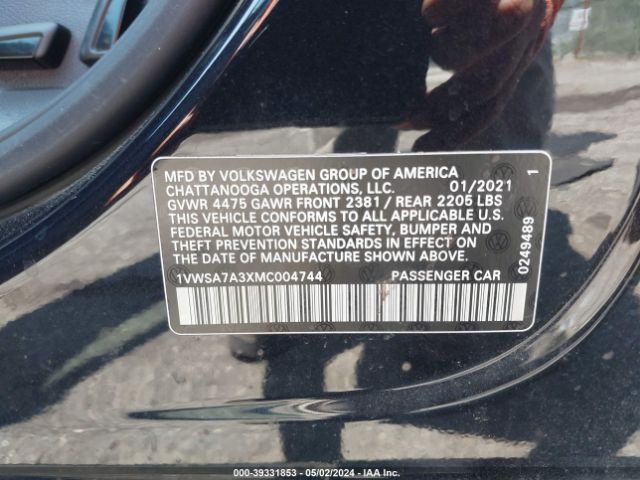 MFD BY VOLKSWAGEN GROUP OF AMERICA
CHATTANOOGA OPERATIONS, LLC. 01/2021
GVWR 4475 GAWR FRONT 2381 / REAR 2205 LBS
THIS VEHICLE CONFORMS TO ALL APPLICABLE U.S.
FEDERAL MOTOR VEHICLE SAFETY, BUMPER AND
THEFT PREVENTION STANDARDS IN EFFECT ON
THE DATE OF MANUFACTURE SHOWN ABOVE.
1VWSA7A3XMC004744 PASSENGER CAR
0249489 1
000-39331853 - 05/02/2024 - IAA Inc.